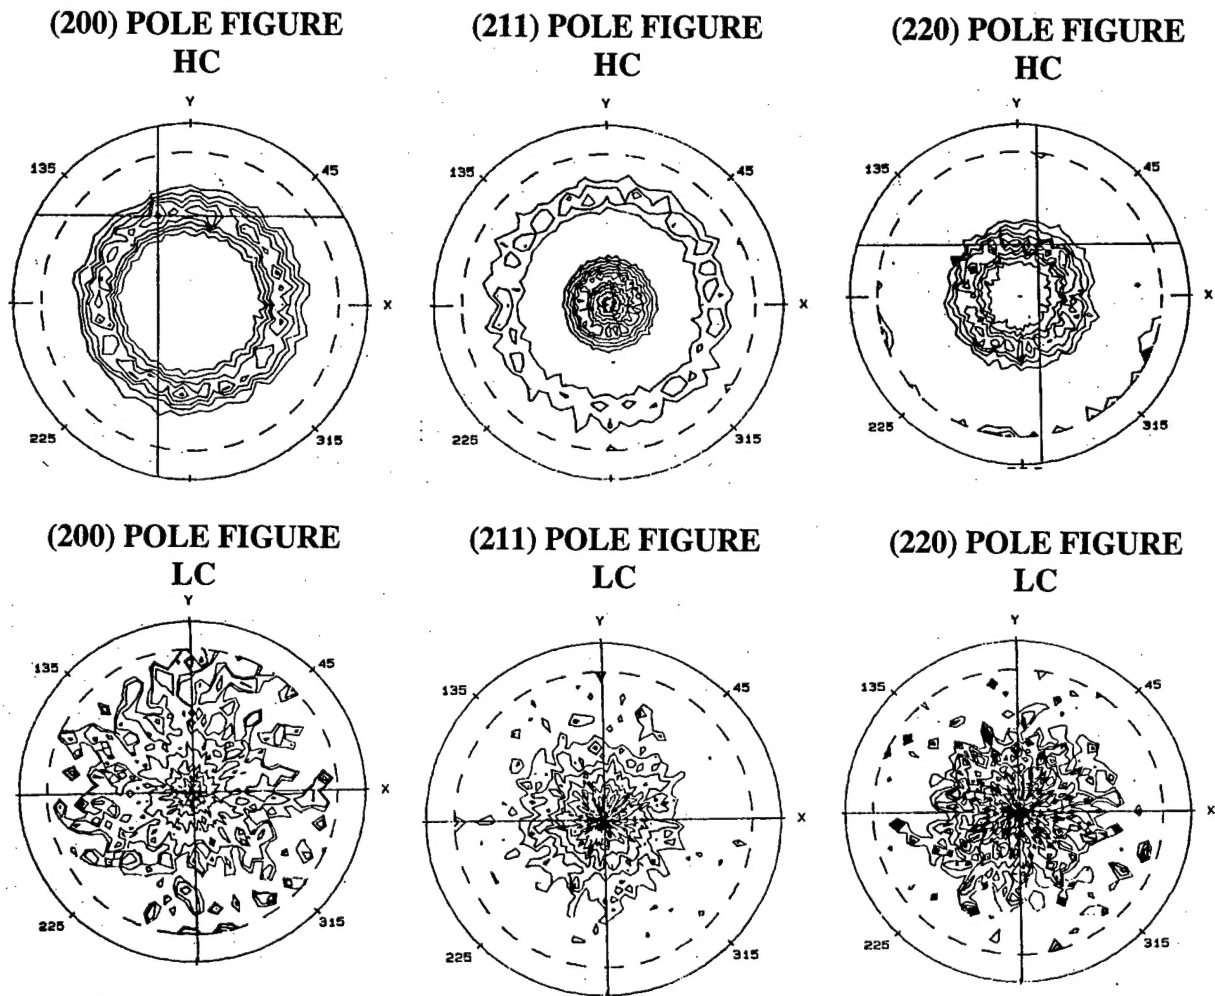 (200) POLE FIGURE
HC
(211) POLE FIGURE
HC
(220) POLE FIGURE
HC
Y
135
45
X
225
315
Y
135
45
X
225
315
Y
135
45
X
225
315
(200) POLE FIGURE
LC
(211) POLE FIGURE
LC
(220) POLE FIGURE
LC
Y
135
45
X
225
315
Y
135
45
X
225
315
Y
135
45
X
225
315